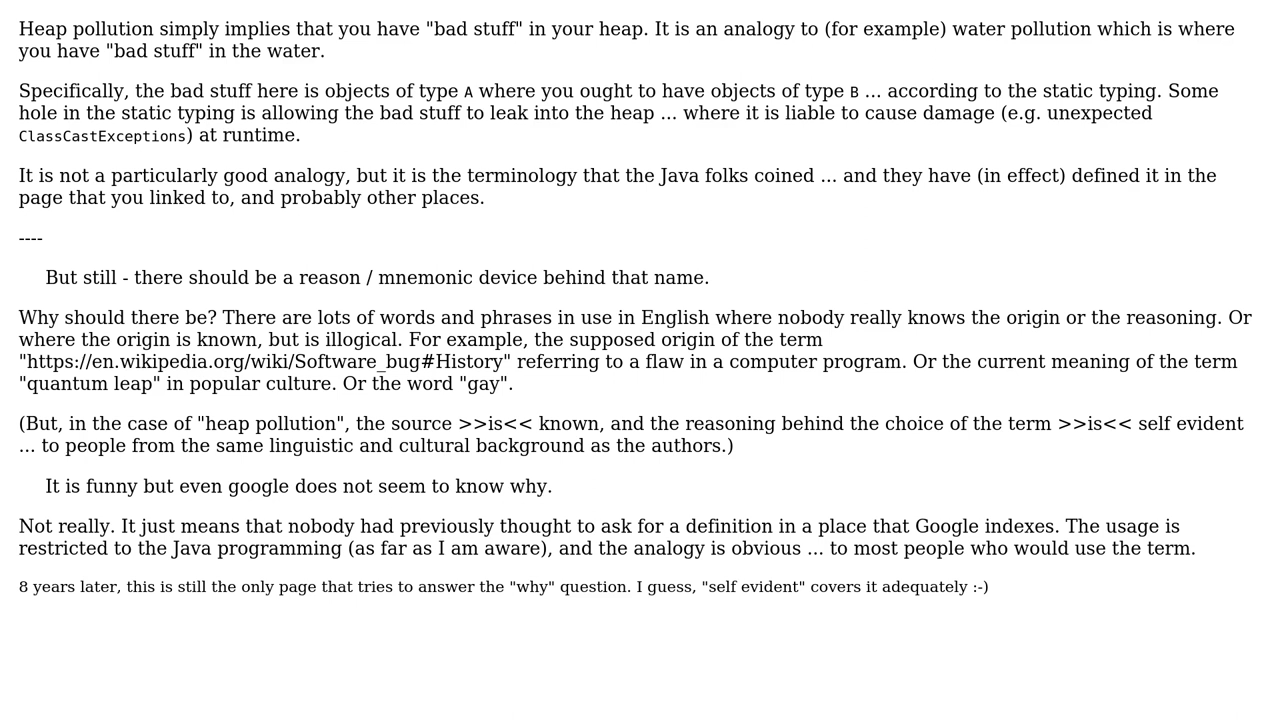 Heap pollution simply implies that you have "bad stuff" in your heap. It is an analogy to (for example) water pollution which is where
you have "bad stuff" in the water.
Specifically, the bad stuff here is objects of type A where you ought to have objects of type B ... according to the static typing. Some
hole in the static typing is allowing the bad stuff to leak into the heap ... where it is liable to cause damage (e.g. unexpected
ClassCastExceptions) at runtime.
It is not a particularly good analogy, but it is the terminology that the Java folks coined ... and they have (in effect) defined it in the
page that you linked to, and probably other places.
----
But still - there should be a reason / mnemonic device behind that name.
Why should there be? There are lots of words and phrases in use in English where nobody really knows the origin or the reasoning. Or
where the origin is known, but is illogical. For example, the supposed origin of the term
"https://en.wikipedia.org/wiki/Software_bug#History" referring to a flaw in a computer program. Or the current meaning of the term
"quantum leap" in popular culture. Or the word "gay".
(But, in the case of "heap pollution", the source >>is<< known, and the reasoning behind the choice of the term >>is<< self evident
... to people from the same linguistic and cultural background as the authors.)
It is funny but even google does not seem to know why.
Not really. It just means that nobody had previously thought to ask for a definition in a place that Google indexes. The usage is
restricted to the Java programming (as far as I am aware), and the analogy is obvious ... to most people who would use the term.
8 years later, this is still the only page that tries to answer the "why" question. I guess, "self evident" covers it adequately :-)